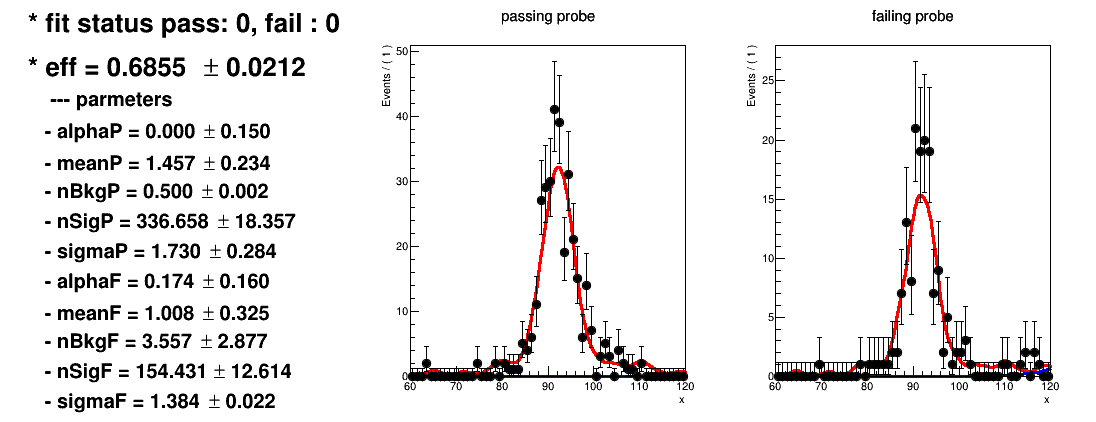 * fit status pass: 0, fail : 0
* eff = 0.6855 ± 0.0212
--- parmeters
- alphaP = 0.000 ± 0.150
- meanP = 1.457 ± 0.234
- nBkgP = 0.500 ± 0.002
- nSigP = 336.658 ± 18.357
- sigmaP = 1.730 ± 0.284
- alphaF = 0.174 ± 0.160
- meanF = 1.008 ± 0.325
- nBkgF = 3.557 ± 2.877
- nSigF = 154.431 ± 12.614
- sigmaF = 1.384 ± 0.022
passing probe
Events / ( 1 )
50
40
30
20
10
0
60 70 80 90 100 110 120
x
failing probe
Events / ( 1 )
25
20
15
10
5
0
60 70 80 90 100 110 120
x